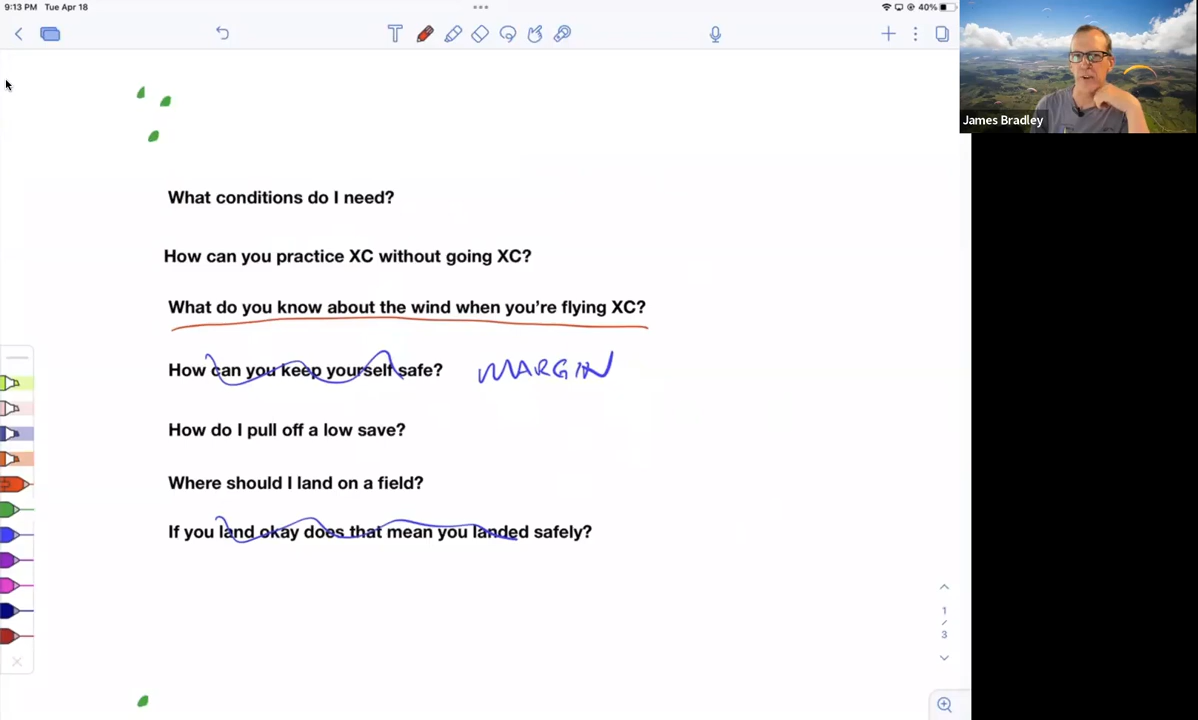 9:13 PM Tue Apr 18
40%
James Bradley
What conditions do I need?
How can you practice XC without going XC?
What do you know about the wind when you're flying XC?
How can you keep yourself safe? MARGIN
How do I pull off a low save?
Where should I land on a field?
If you land okay does that mean you landed safely?
1
/
3